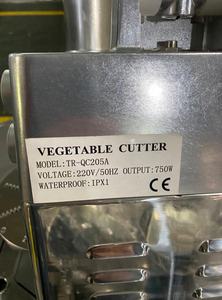 VEGETABLE CUTTER
MODEL:TR-QC205A
VOLTAGE:220V/50HZ OUTPUT:750W
WATERPROOF:IPX1
CE